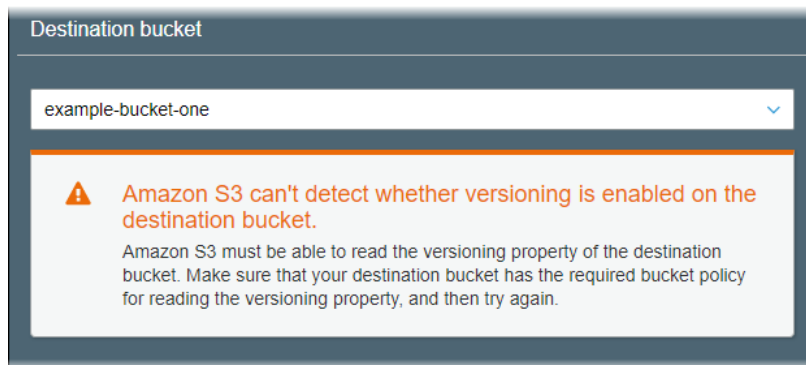 Destination bucket
example-bucket-one
Amazon S3 can't detect whether versioning is enabled on the
destination bucket.
Amazon S3 must be able to read the versioning property of the destination
bucket. Make sure that your destination bucket has the required bucket policy
for reading the versioning property, and then try again.